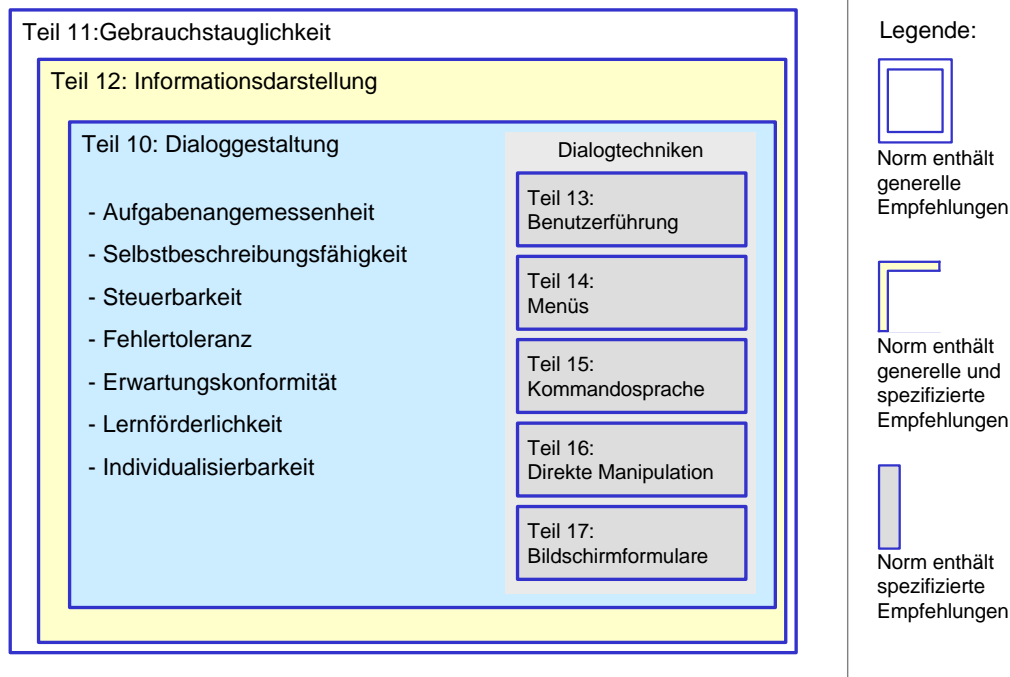 Teil 11:Gebrauchstauglichkeit
Teil 12: Informationsdarstellung
Teil 10: Dialoggestaltung
- Aufgabenangemessenheit
- Selbstbeschreibungsfähigkeit
- Steuerbarkeit
- Fehlertoleranz
- Erwartungskonformität
- Lernförderlichkeit
- Individualisierbarkeit
Dialogtechniken
Teil 13:
Benutzerführung
Teil 14:
Menüs
Teil 15:
Kommandosprache
Teil 16:
Direkte Manipulation
Teil 17:
Bildschirmformulare
Legende:
Norm enthält
generelle
Empfehlungen
Norm enthält
generelle und
spezifizierte
Empfehlungen
Norm enthält
spezifizierte
Empfehlungen